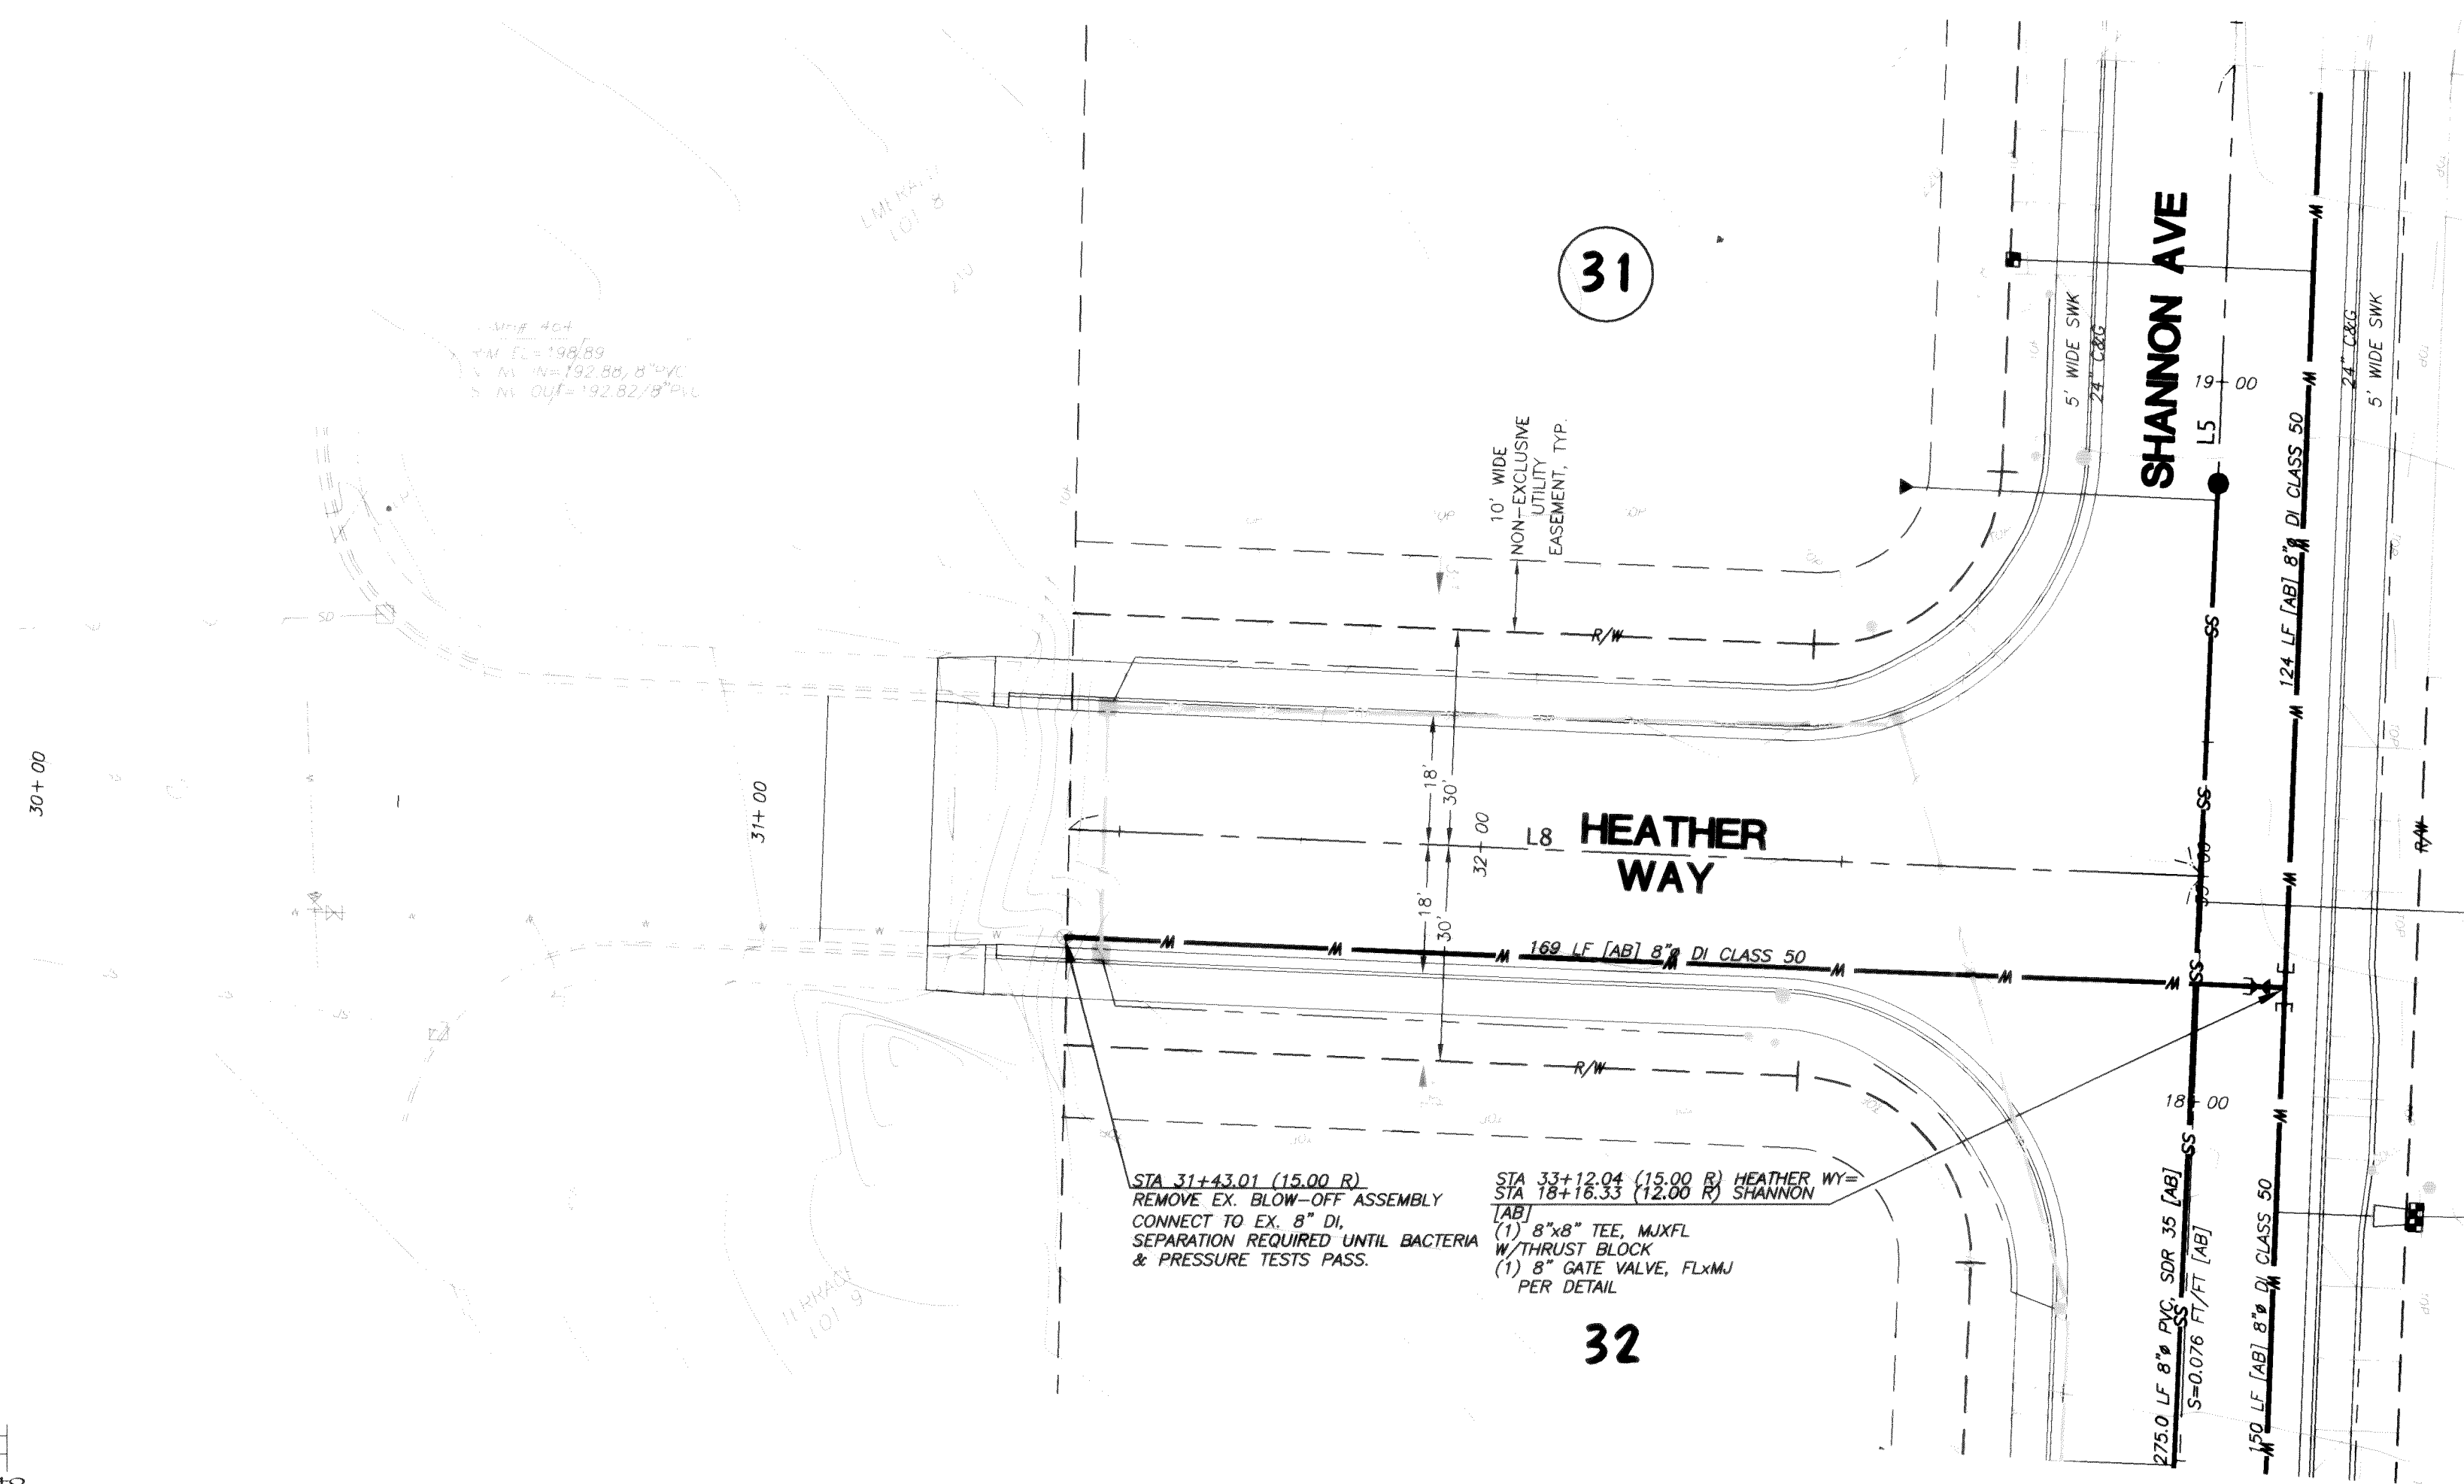 31
SHANNON AVE
L5
19+00
5' WIDE SWK
24" C&G
24" C&G
5' WIDE SWK
124 LF [AB] 8"ø DI CLASS 50
10' WIDE
NON-EXCLUSIVE
UTILITY
EASEMENT, TYP.
R/W
SD
30+00
31+00
18'
30'
32+00
L8
HEATHER
WAY
18'
30'
169 LF [AB] 8"ø DI CLASS 50
W
W
W
W
W
W
W
SS
SS
SS
R/W
R/W
18+00
STA 31+43.01 (15.00 R)
REMOVE EX. BLOW-OFF ASSEMBLY
CONNECT TO EX. 8" DI,
SEPARATION REQUIRED UNTIL BACTERIA
& PRESSURE TESTS PASS.
STA 33+12.04 (15.00 R) HEATHER WY=
STA 18+16.33 (12.00 R) SHANNON
[AB]
(1) 8"x8" TEE, MJXFL
W/THRUST BLOCK
(1) 8" GATE VALVE, FLxMJ
PER DETAIL
32
275.0 LF 8"ø PVC, SDR 35 [AB]
S=0.076 FT/FT [AB]
150 LF [AB] 8"ø DI CLASS 50